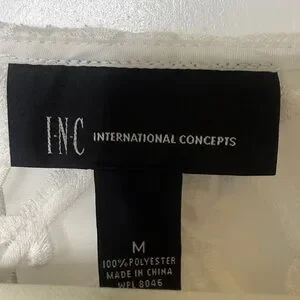 I·N·C INTERNATIONAL CONCEPTS
M
100% POLYESTER
MADE IN CHINA
WPL 8046